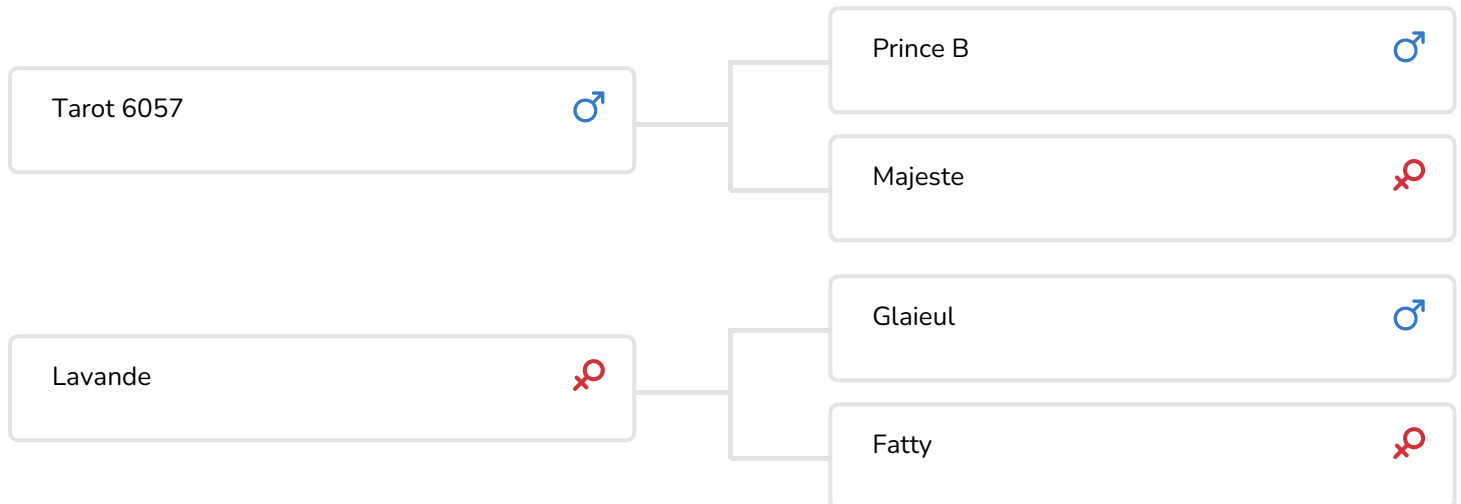 Prince B
Tarot 6057
Majeste
Glaieul
Lavande
Fatty